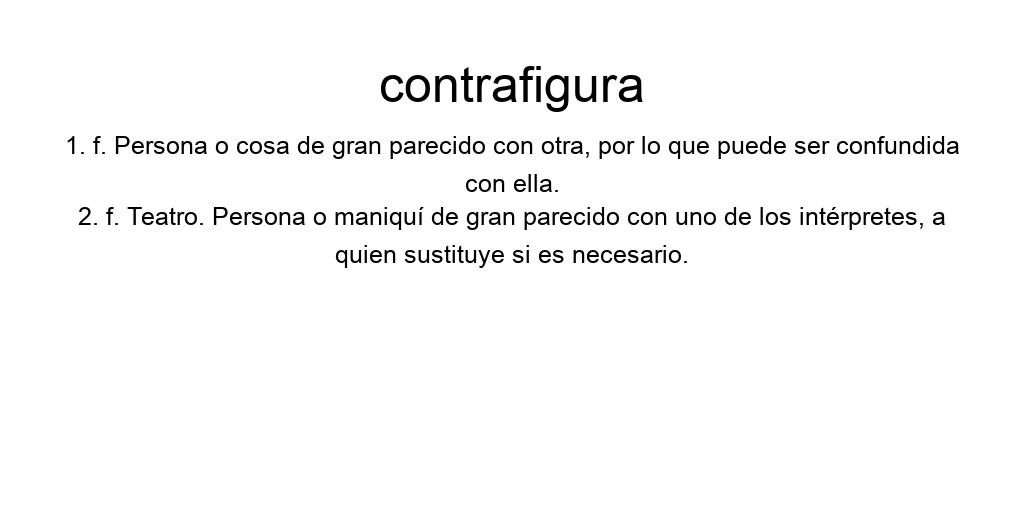 contrafigura
1. f. Persona o cosa de gran parecido con otra, por lo que puede ser confundida
con ella.
2. f. Teatro. Persona o maniquí de gran parecido con uno de los intérpretes, a
quien sustituye si es necesario.